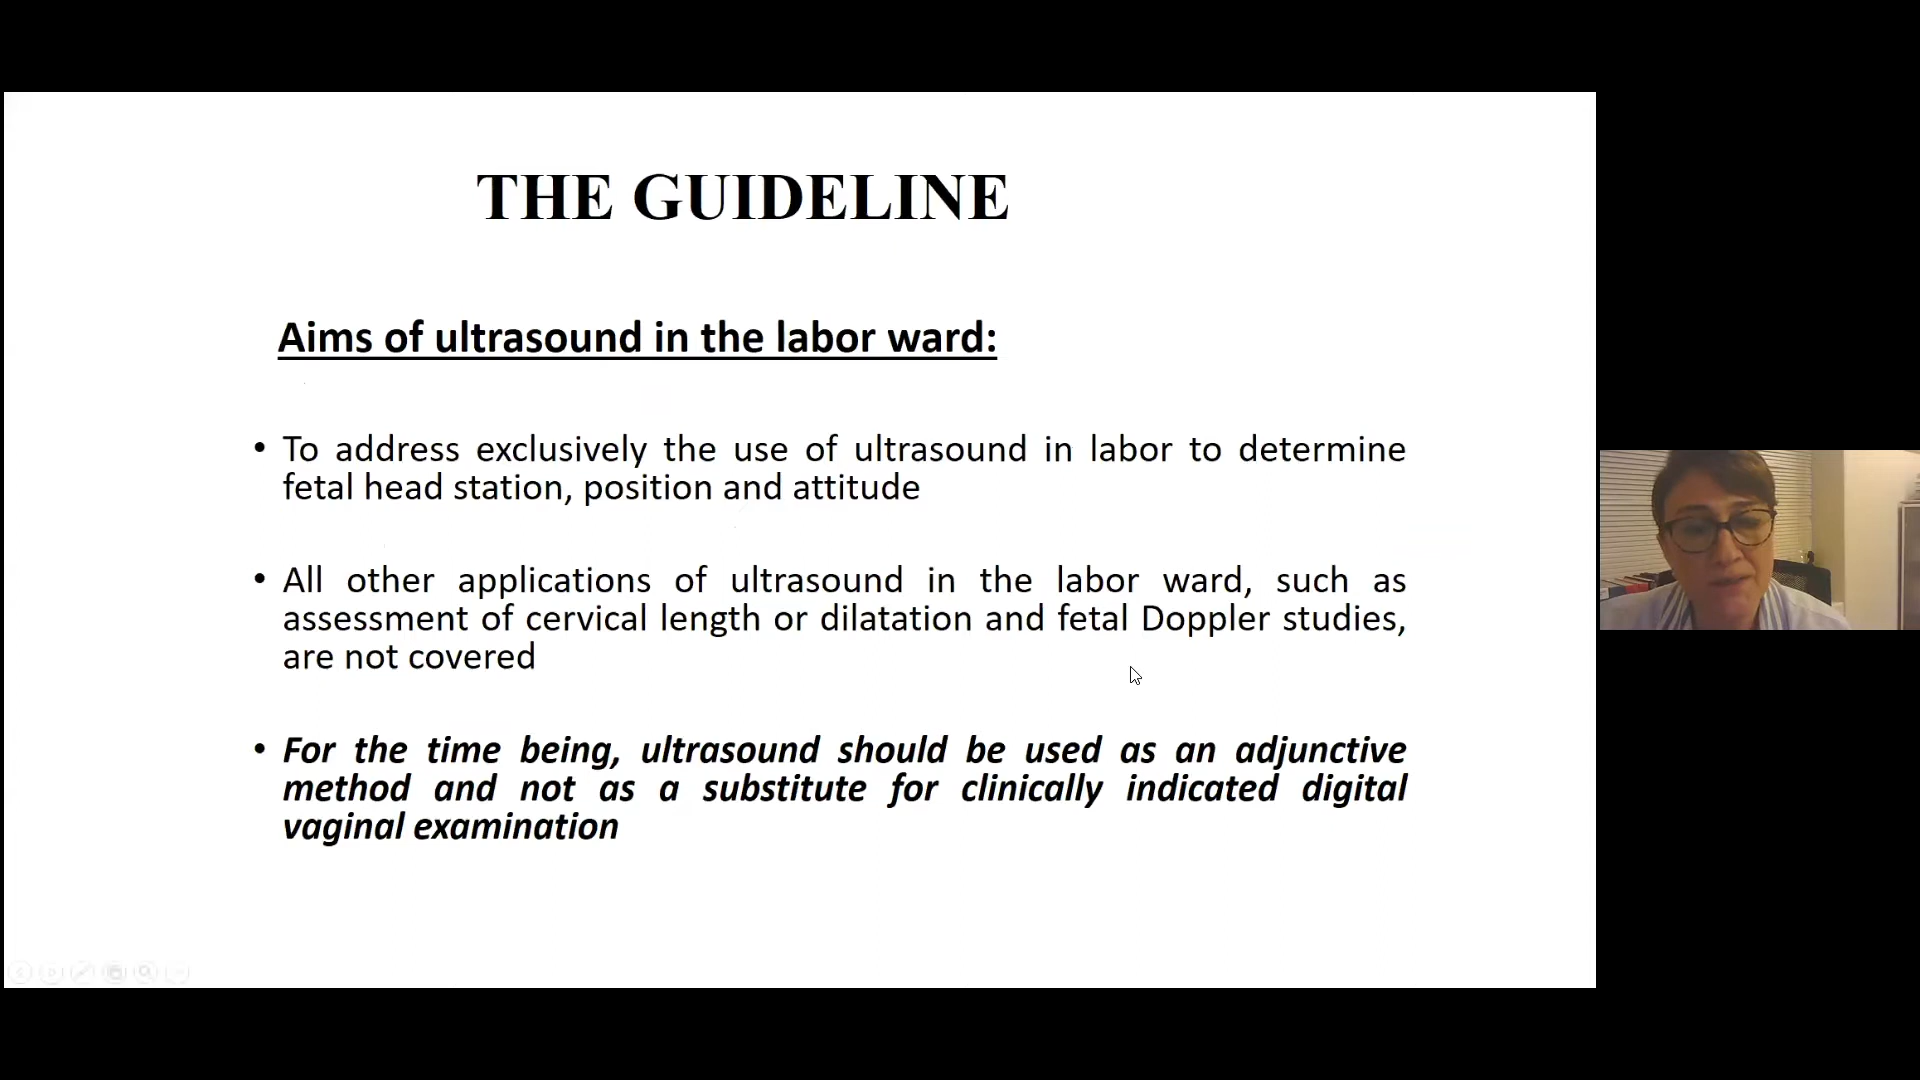 THE GUIDELINE
Aims of ultrasound in the labor ward:
• To address exclusively the use of ultrasound in labor to determine
fetal head station, position and attitude
• All other applications of ultrasound in the labor ward, such as
assessment of cervical length or dilatation and fetal Doppler studies,
are not covered
• For the time being, ultrasound should be used as an adjunctive
method and not as a substitute for clinically indicated digital
vaginal examination